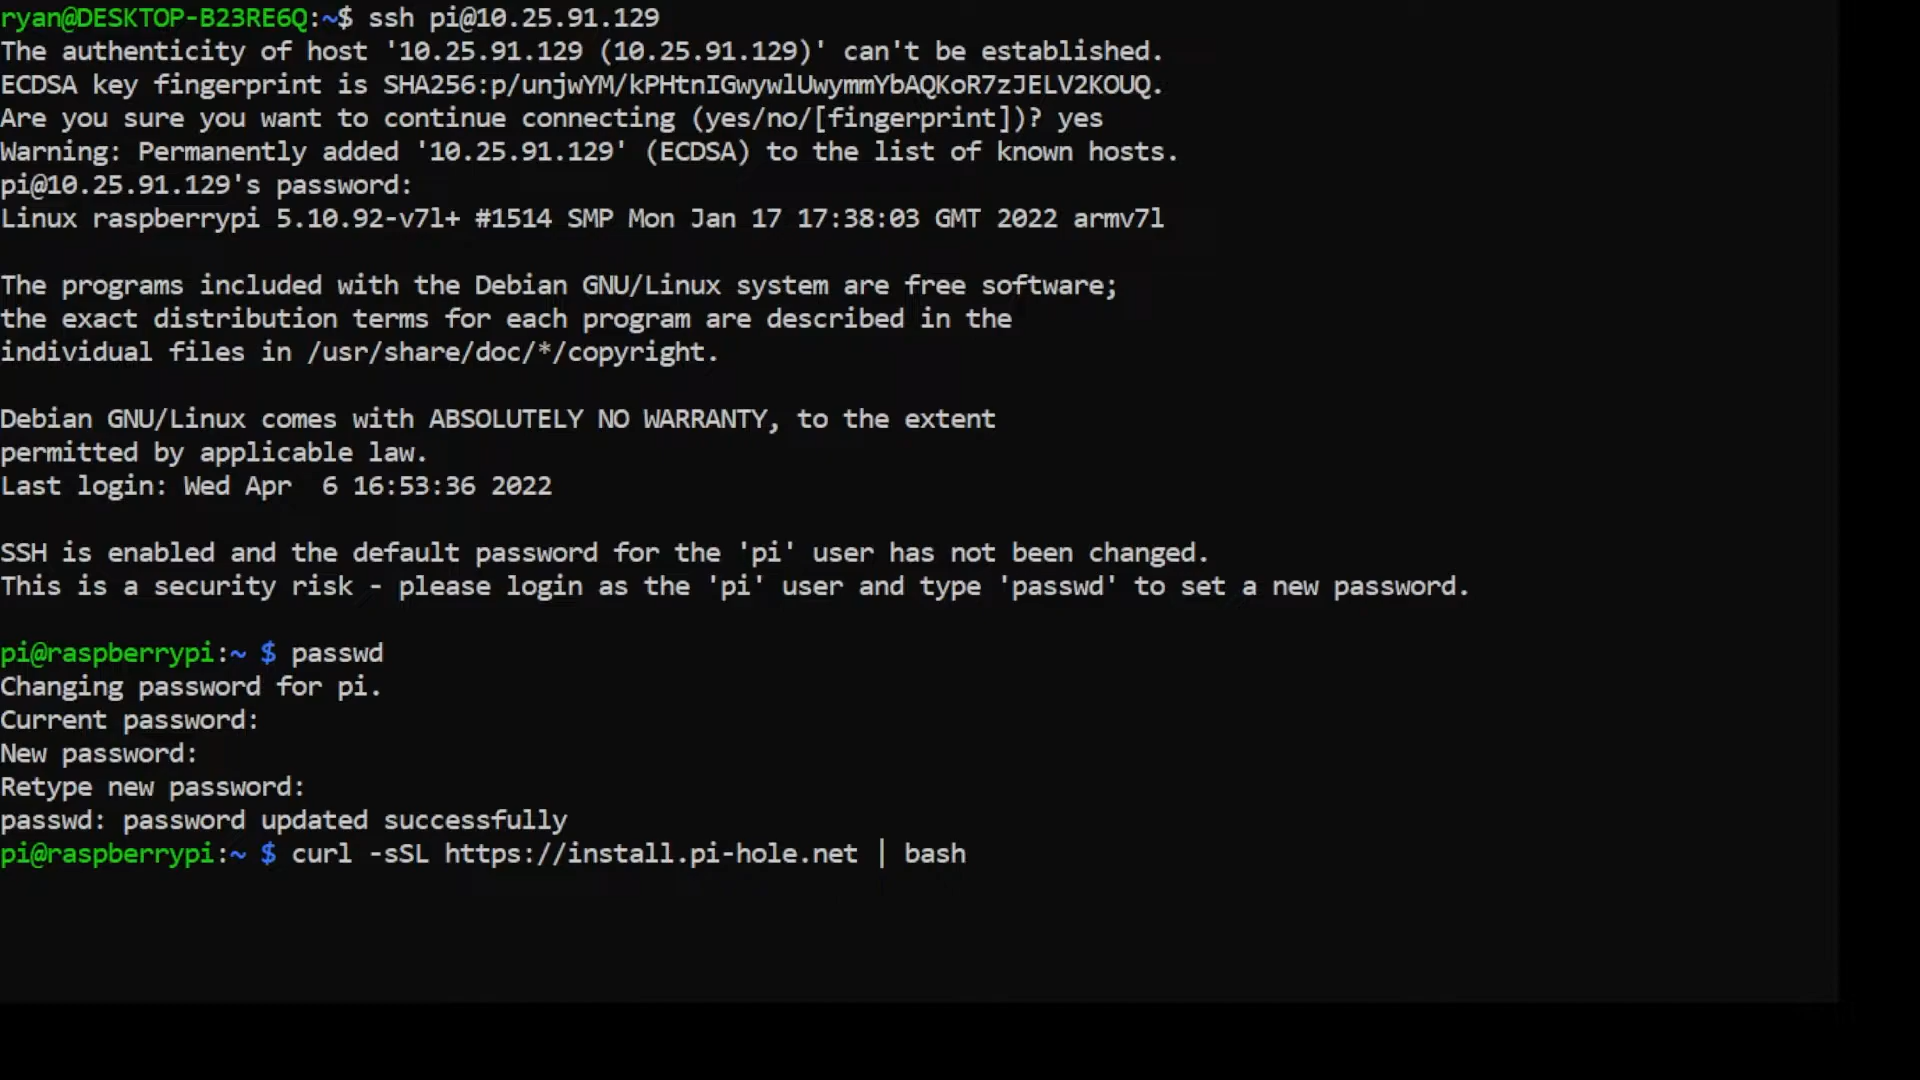 ryan@DESKTOP-B23RE6Q:~$ ssh pi@10.25.91.129
The authenticity of host '10.25.91.129 (10.25.91.129)' can't be established.
ECDSA key fingerprint is SHA256:p/unjwYM/kPHtnIGwywlUwymmYbAQKoR7zJELV2KOUQ.
Are you sure you want to continue connecting (yes/no/[fingerprint])? yes
Warning: Permanently added '10.25.91.129' (ECDSA) to the list of known hosts.
pi@10.25.91.129's password:
Linux raspberrypi 5.10.92-v7l+ #1514 SMP Mon Jan 17 17:38:03 GMT 2022 armv7l
The programs included with the Debian GNU/Linux system are free software;
the exact distribution terms for each program are described in the
individual files in /usr/share/doc/*/copyright.
Debian GNU/Linux comes with ABSOLUTELY NO WARRANTY, to the extent
permitted by applicable law.
Last login: Wed Apr  6 16:53:36 2022
SSH is enabled and the default password for the 'pi' user has not been changed.
This is a security risk - please login as the 'pi' user and type 'passwd' to set a new password.
pi@raspberrypi:~ $ passwd
Changing password for pi.
Current password:
New password:
Retype new password:
passwd: password updated successfully
pi@raspberrypi:~ $ curl -sSL https://install.pi-hole.net | bash